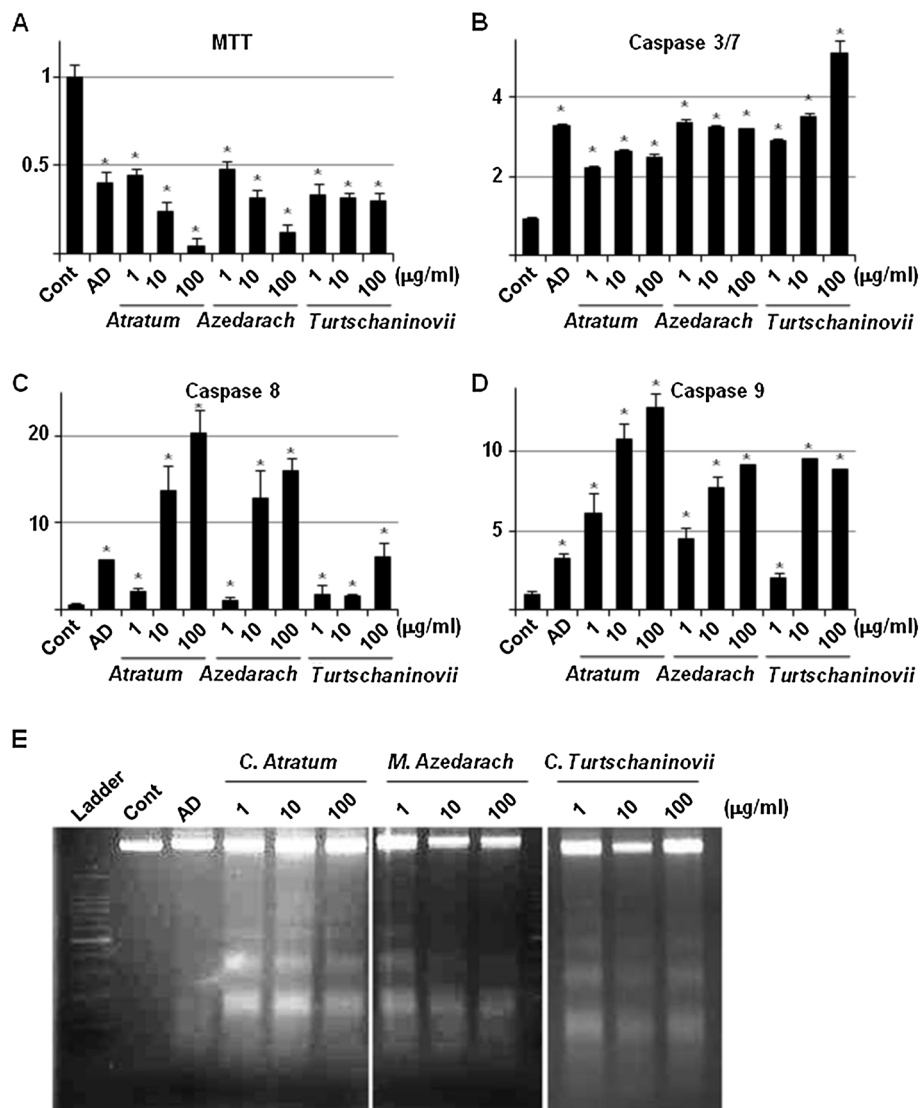 A
MTT
1
0.5
Cont AD 1 10 100 1 10 100 1 10 100 (µg/ml)
Atratum Azedarach Turtschaninovii
B
Caspase 3/7
* * * * * * * * * *
4
2
Cont AD 1 10 100 1 10 100 1 10 100 (µg/ml)
Atratum Azedarach Turtschaninovii
C
Caspase 8
20
10
Cont AD 1 10 100 1 10 100 1 10 100 (µg/ml)
Atratum Azedarach Turtschaninovii
D
Caspase 9
10
5
Cont AD 1 10 100 1 10 100 1 10 100 (µg/ml)
Atratum Azedarach Turtschaninovii
E
C. Atratum M. Azedarach C. Turtschaninovii
Ladder Cont AD 1 10 100 1 10 100 1 10 100 (µg/ml)